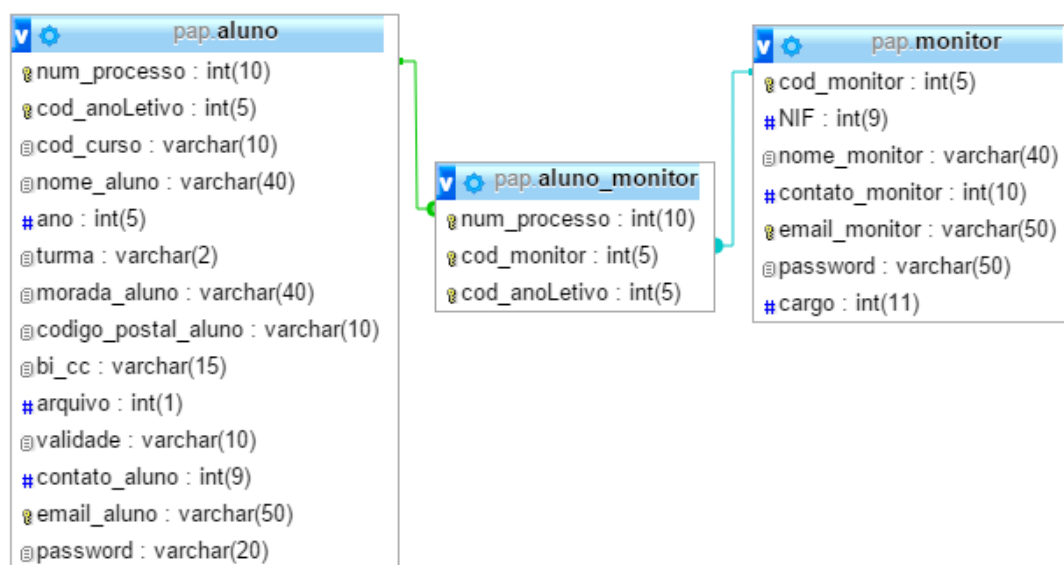 pap.aluno
num_processo : int(10)
cod_anoLetivo : int(5)
cod_curso : varchar(10)
nome_aluno : varchar(40)
ano : int(5)
turma : varchar(2)
morada_aluno : varchar(40)
codigo_postal_aluno : varchar(10)
bi_cc : varchar(15)
arquivo : int(1)
validade : varchar(10)
contato_aluno : int(9)
email_aluno : varchar(50)
password : varchar(20)
pap.aluno_monitor
num_processo : int(10)
cod_monitor : int(5)
cod_anoLetivo : int(5)
pap.monitor
cod_monitor : int(5)
NIF : int(9)
nome_monitor : varchar(40)
contato_monitor : int(10)
email_monitor : varchar(50)
password : varchar(50)
cargo : int(11)